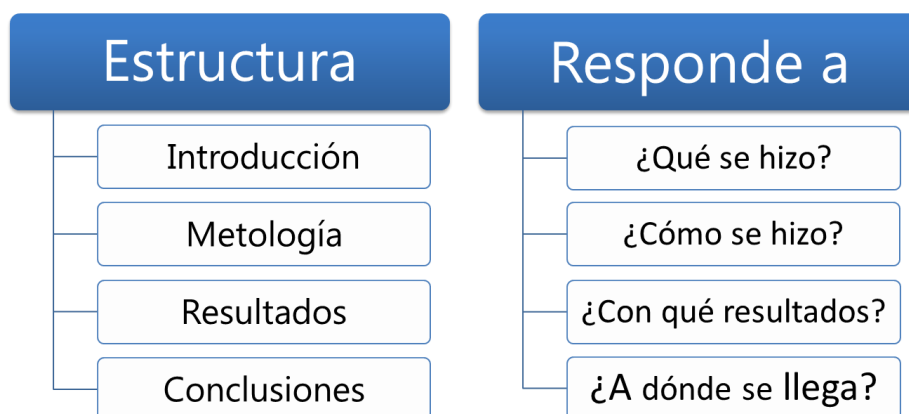 Estructura
Introducción
Metología
Resultados
Conclusiones
Responde a
¿Qué se hizo?
¿Cómo se hizo?
¿Con qué resultados?
¿A dónde se llega?